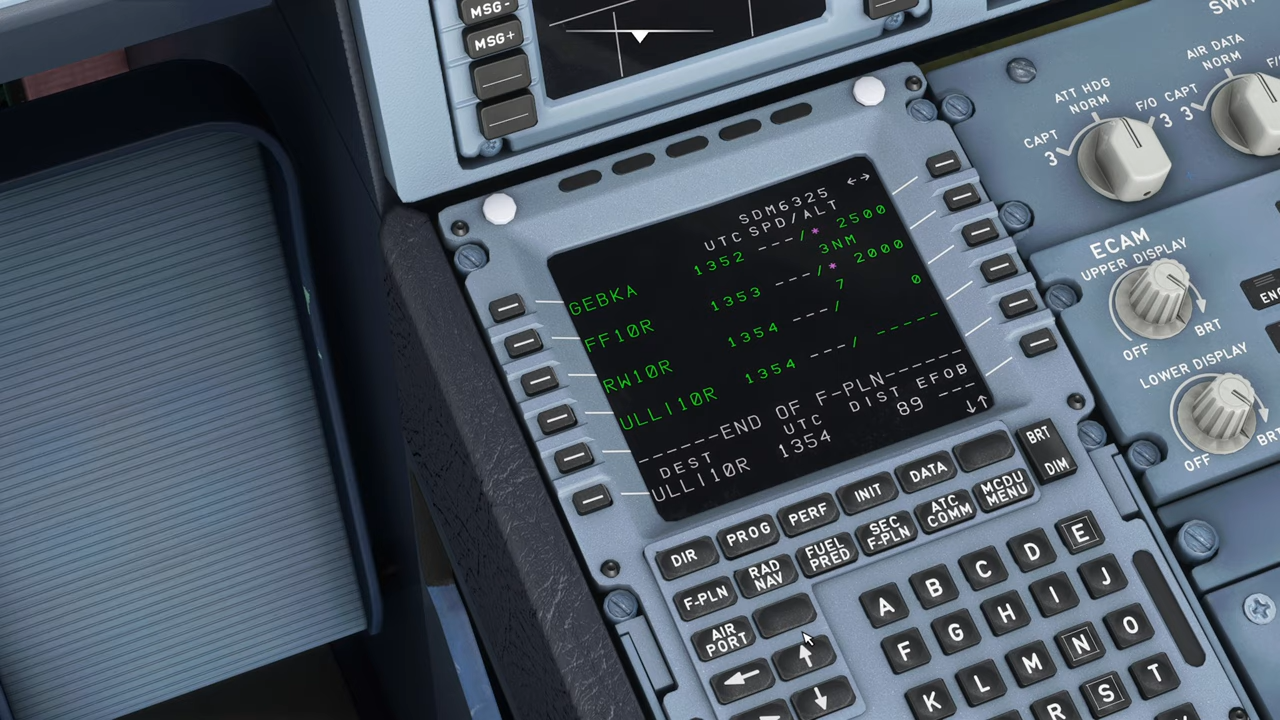 MSG-
MSG+
SDM6325 ←→
UTC SPD/ALT
GEBKA 1352 ---/* 2500
3NM
FF10R 1353 ---/* 2000
7
RW10R 1354 ---/ 0
ULLI10R 1354 ---/ -----
-----END OF F-PLN------
DEST UTC DIST EFOB
ULLI10R 1354 89 --- ↓↑
DIR PROG PERF INIT DATA
BRT
DIM
F-PLN RAD NAV FUEL PRED SEC F-PLN ATC COMM MCDU MENU
AIR PORT
← ↑
↓
A B C D E
F G H I J
K L M N O
R S T
ATT HDG
NORM
CAPT
3
F/O
3
AIR DATA
NORM
CAPT
3
ECAM
UPPER DISPLAY
OFF
BRT
LOWER DISPLAY
OFF